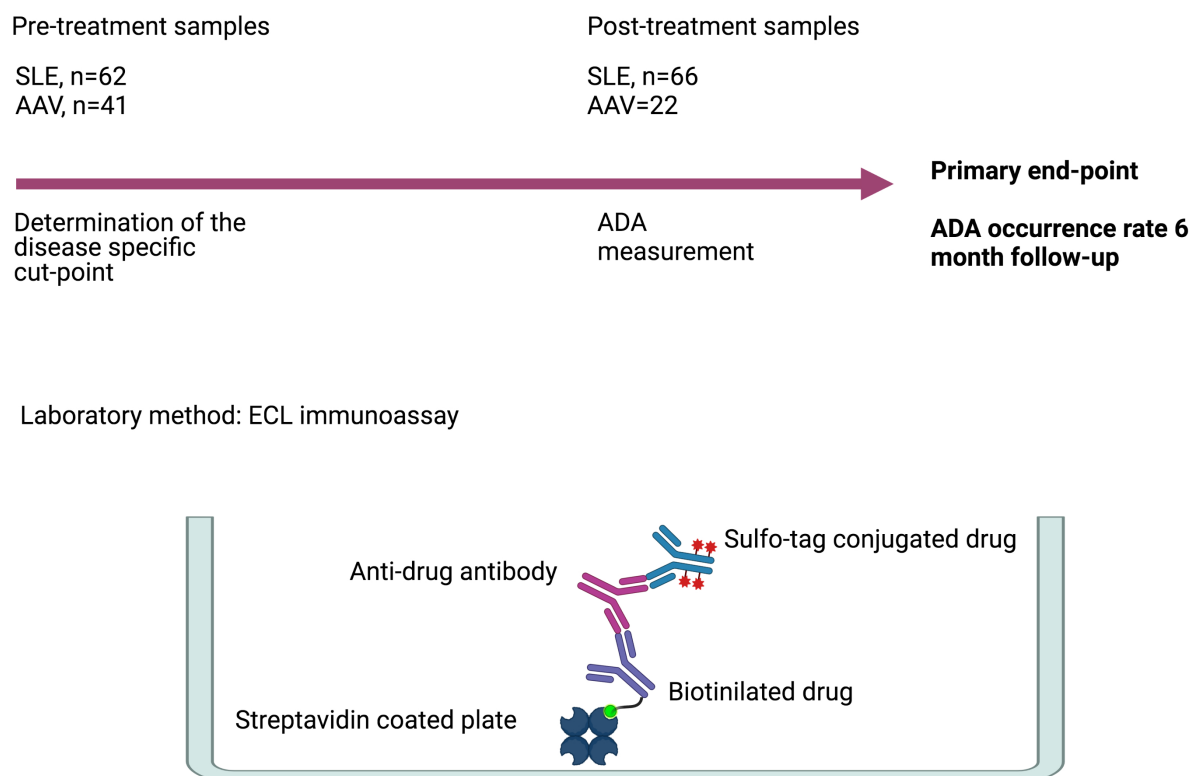 Pre-treatment samples
SLE, n=62
AAV, n=41
Post-treatment samples
SLE, n=66
AAV=22
Determination of the
disease specific
cut-point
ADA
measurement
Primary end-point
ADA occurrence rate 6
month follow-up
Laboratory method: ECL immunoassay
Sulfo-tag conjugated drug
Anti-drug antibody
Biotinilated drug
Streptavidin coated plate